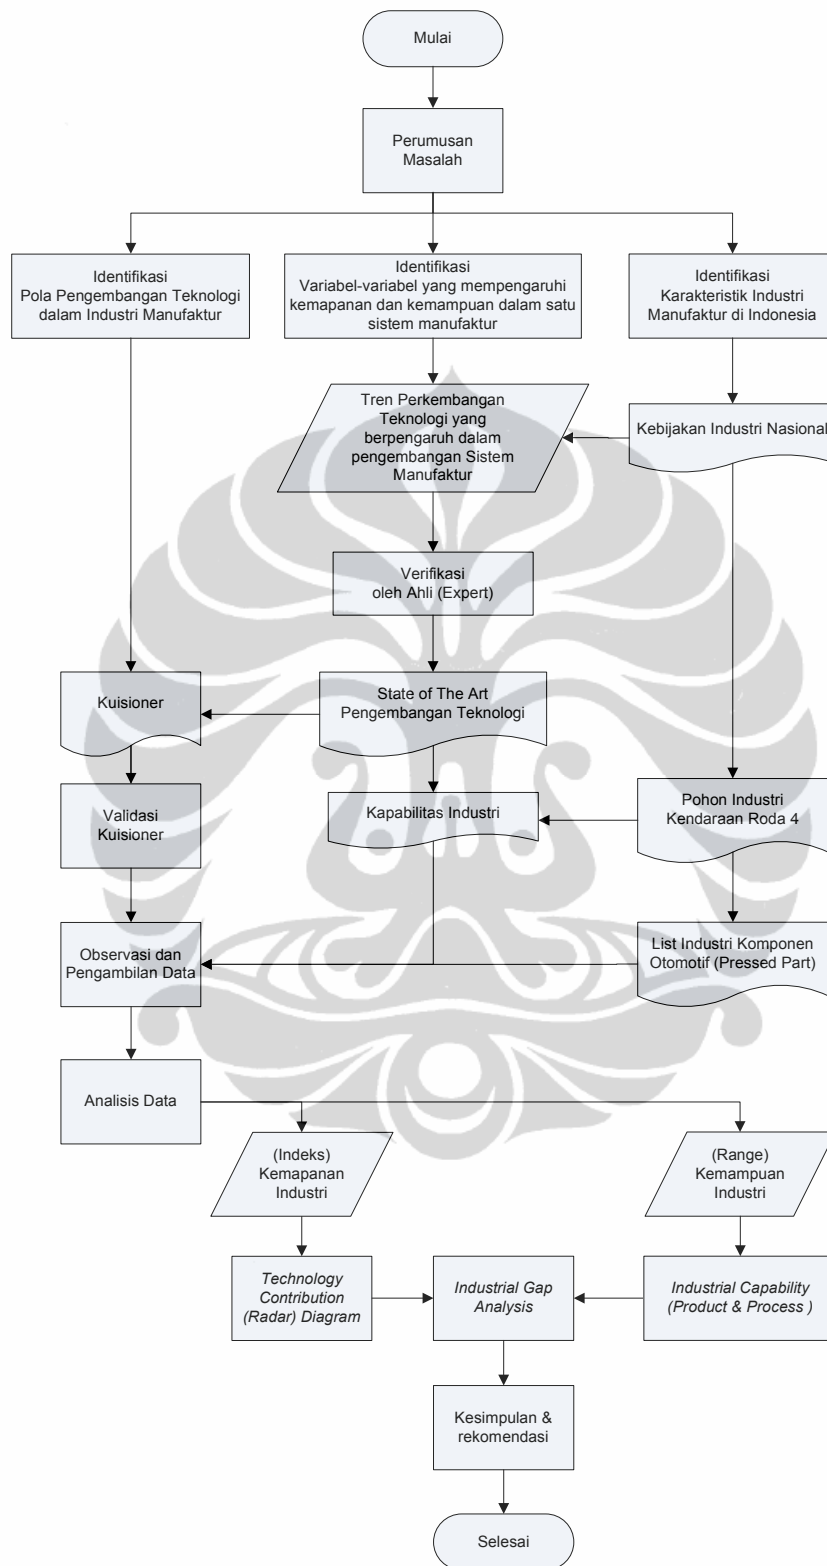 Mulai
Perumusan
Masalah
Identifikasi
Pola Pengembangan Teknologi
dalam Industri Manufaktur
Identifikasi
Variabel-variabel yang mempengaruhi
kemapanan dan kemampuan dalam satu
sistem manufaktur
Identifikasi
Karakteristik Industri
Manufaktur di Indonesia
Tren Perkembangan
Teknologi yang
berpengaruh dalam
pengembangan Sistem
Manufaktur
Kebijakan Industri Nasional
Verifikasi
oleh Ahli (Expert)
Kuisioner
State of The Art
Pengembangan Teknologi
Validasi
Kuisioner
Kapabilitas Industri
Pohon Industri
Kendaraan Roda 4
Observasi dan
Pengambilan Data
List Industri Komponen
Otomotif (Pressed Part)
Analisis Data
(Indeks)
Kemapanan
Industri
(Range)
Kemampuan
Industri
Technology
Contribution
(Radar) Diagram
Industrial Gap
Analysis
Industrial Capability
(Product & Process )
Kesimpulan &
rekomendasi
Selesai